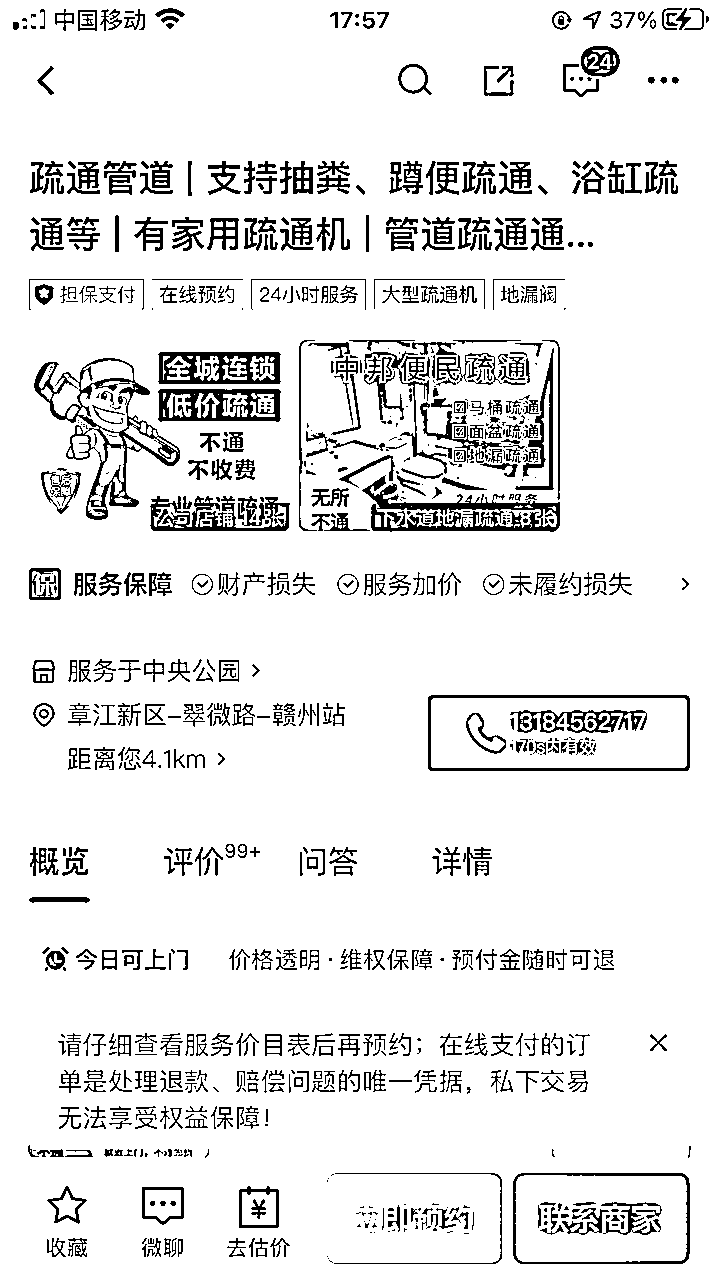 中国移动 17:57 37%
24
疏通管道 | 支持抽粪、蹲便疏通、浴缸疏
通等 | 有家用疏通机 | 管道疏通通...
担保支付 在线预约 24小时服务 大型疏通机 地漏阀
全城连锁
低价疏通
不通
不收费
专业管道疏通
公司店铺:14张
中邦便民疏通
马桶疏通
面盆疏通
地漏疏通
24小时服务
无所
不通
下水道地漏疏通:8张
保 服务保障 财产损失 服务加价 未履约损失
服务于中央公园
章江新区-翠微路-赣州站
距离您4.1km
13184562717
170s内有效
概览 评价99+ 问答 详情
今日可上门 价格透明·维权保障·预付金随时可退
请仔细查看服务价目表后再预约；在线支付的订
单是处理退款、赔偿问题的唯一凭据，私下交易
无法享受权益保障！
收藏 微聊 去估价 立即预约 联系商家